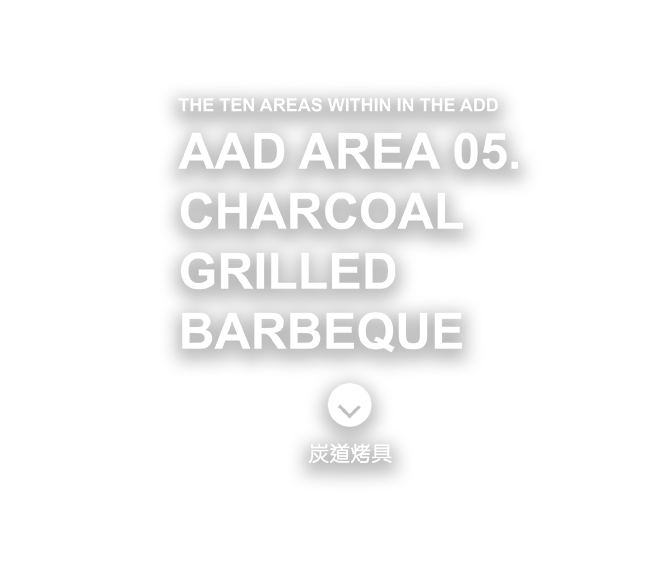 THE TEN AREAS WITHIN IN THE ADD
AAD AREA 05.
CHARCOAL
GRILLED
BARBEQUE
炭道烤具